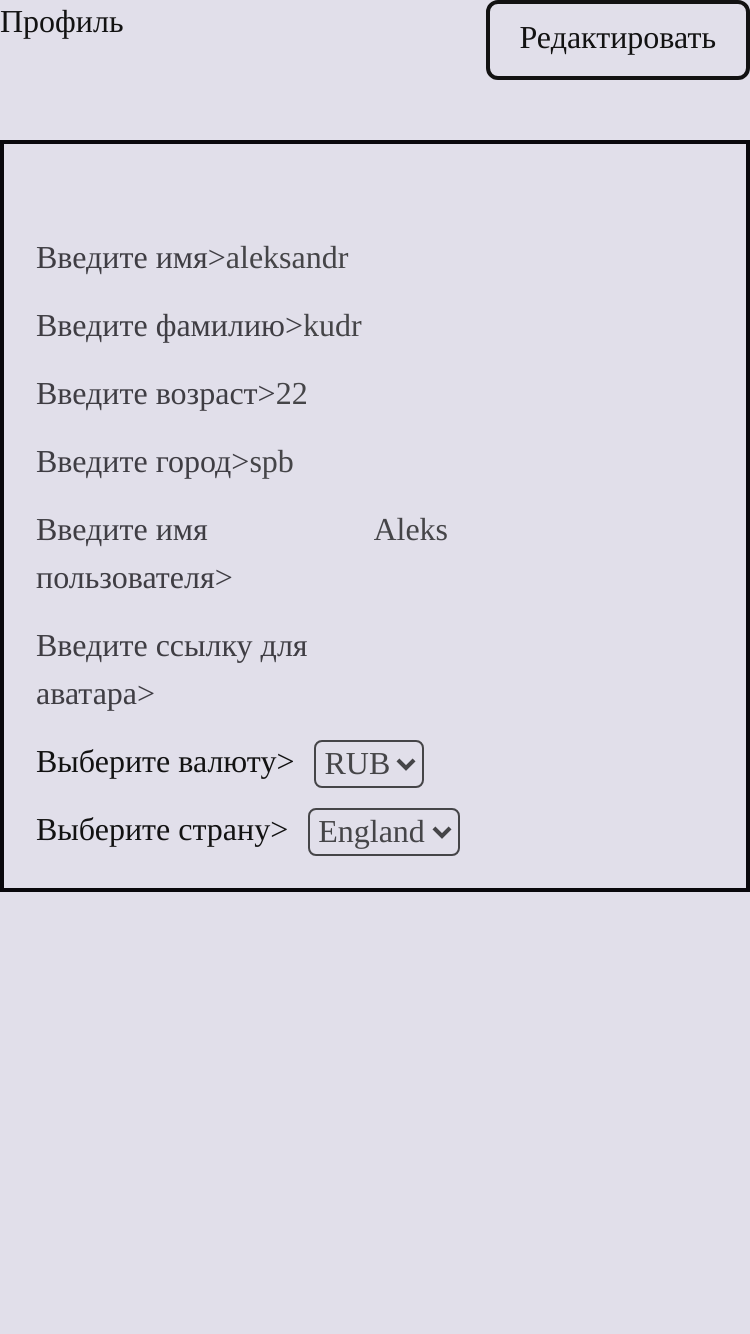 Профиль
Редактировать
Введите имя>aleksandr
Введите фамилию>kudr
Введите возраст>22
Введите город>spb
Введите имя Aleks
пользователя>
Введите ссылку для
аватара>
Выберите валюту> RUB
Выберите страну> England